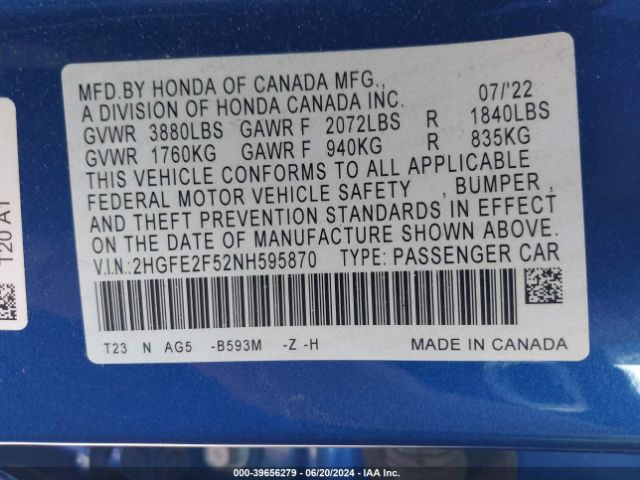 MFD. BY HONDA OF CANADA MFG.,
A DIVISION OF HONDA CANADA INC. 07/'22
GVWR 3880LBS GAWR F 2072LBS R 1840LBS
GVWR 1760KG GAWR F 940KG R 835KG
THIS VEHICLE CONFORMS TO ALL APPLICABLE
FEDERAL MOTOR VEHICLE SAFETY , BUMPER ,
AND THEFT PREVENTION STANDARDS IN EFFECT
ON THE DATE OF MANUFACTURE SHOWN ABOVE.
V.I.N.:2HGFE2F52NH595870 TYPE:PASSENGER CAR
T23 N AG5 -B593M -Z -H MADE IN CANADA
T20 A1
000-39656279 - 06/20/2024 - IAA Inc.